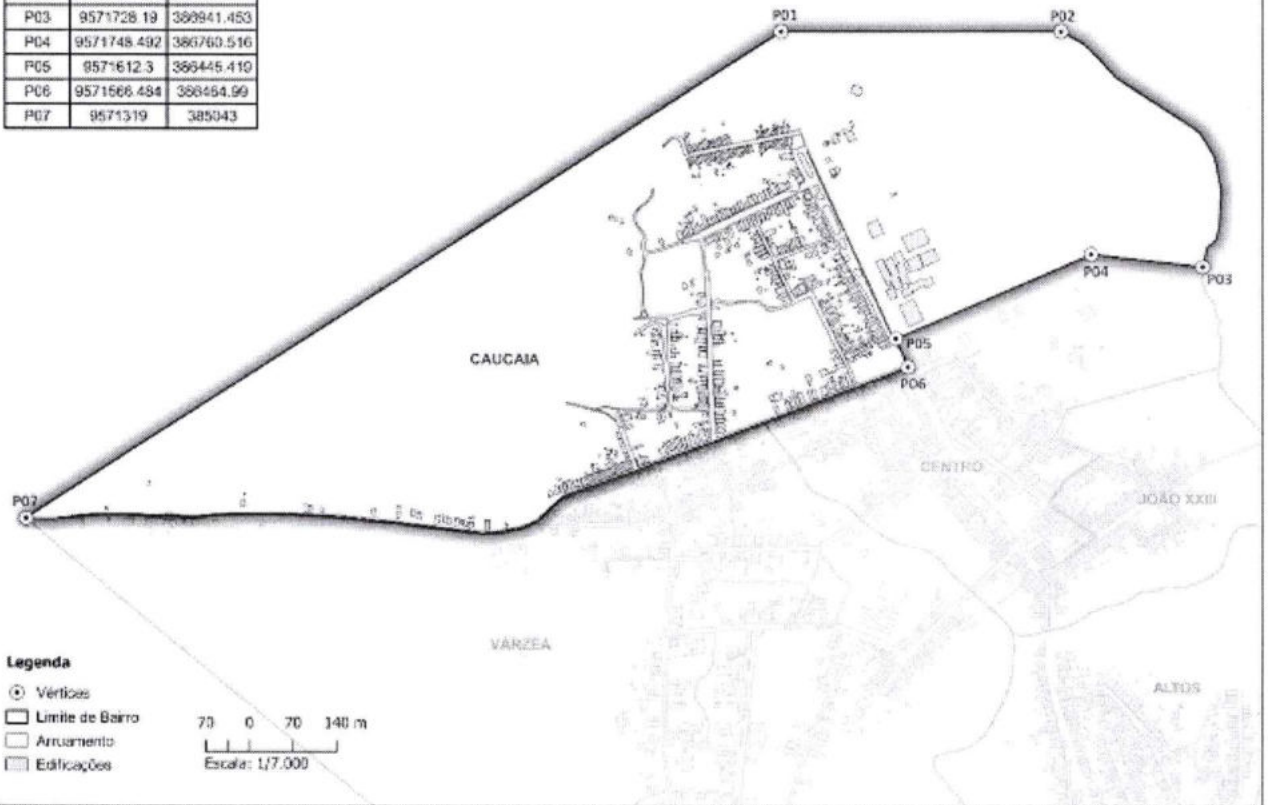 P03 9571728.19 386941.453
P04 9571748.492 386760.516
P05 9571612.3 386445.419
P06 9571566.484 386464.99
P07 9571319 385043
P01
P02
P03
P04
P05
P06
P07
CAUCAIA
CENTRO
JOÃO XXIII
VÁRZEA
ALTOS
Legenda
Vértices
Limite de Bairro
Arruamento
Edificações
70 0 70 140 m
Escala: 1/7.000